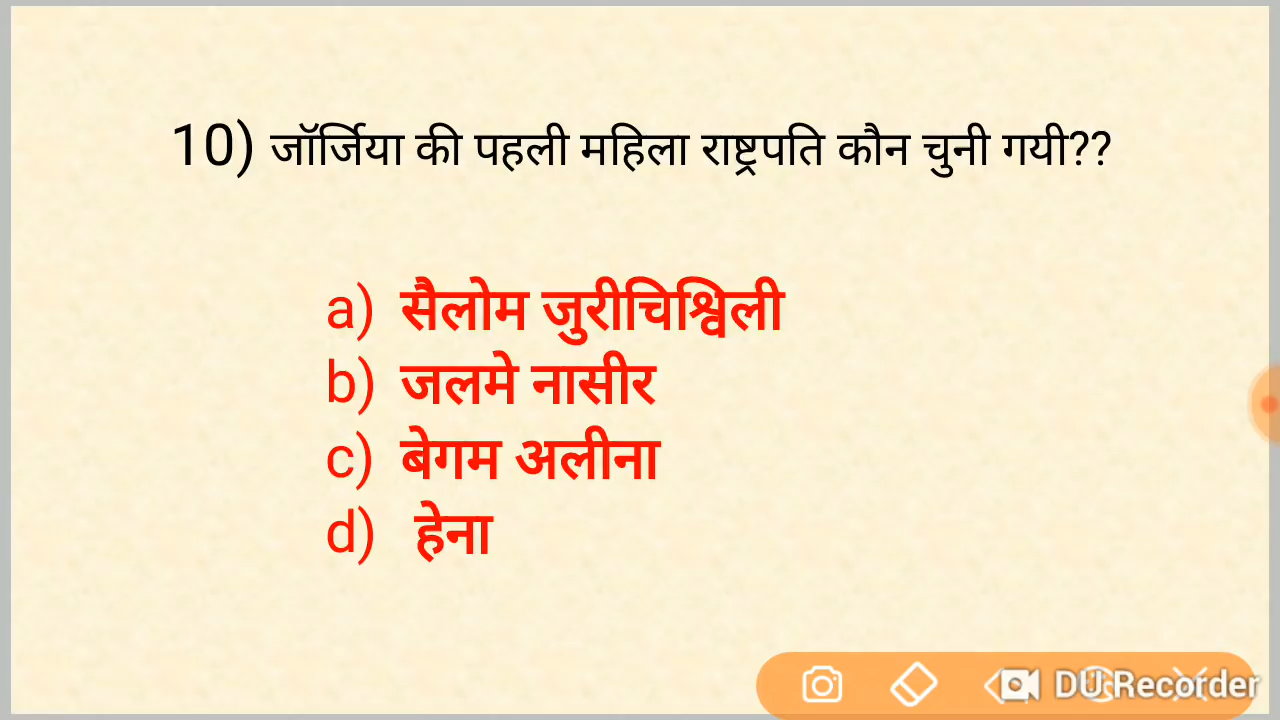 10) जॉर्जिया की पहली महिला राष्ट्रपति कौन चुनी गयी??
a) सैलोम जुरीचिश्विली
b) जलमे नासीर
c) बेगम अलीना
d) हेना
DU Recorder